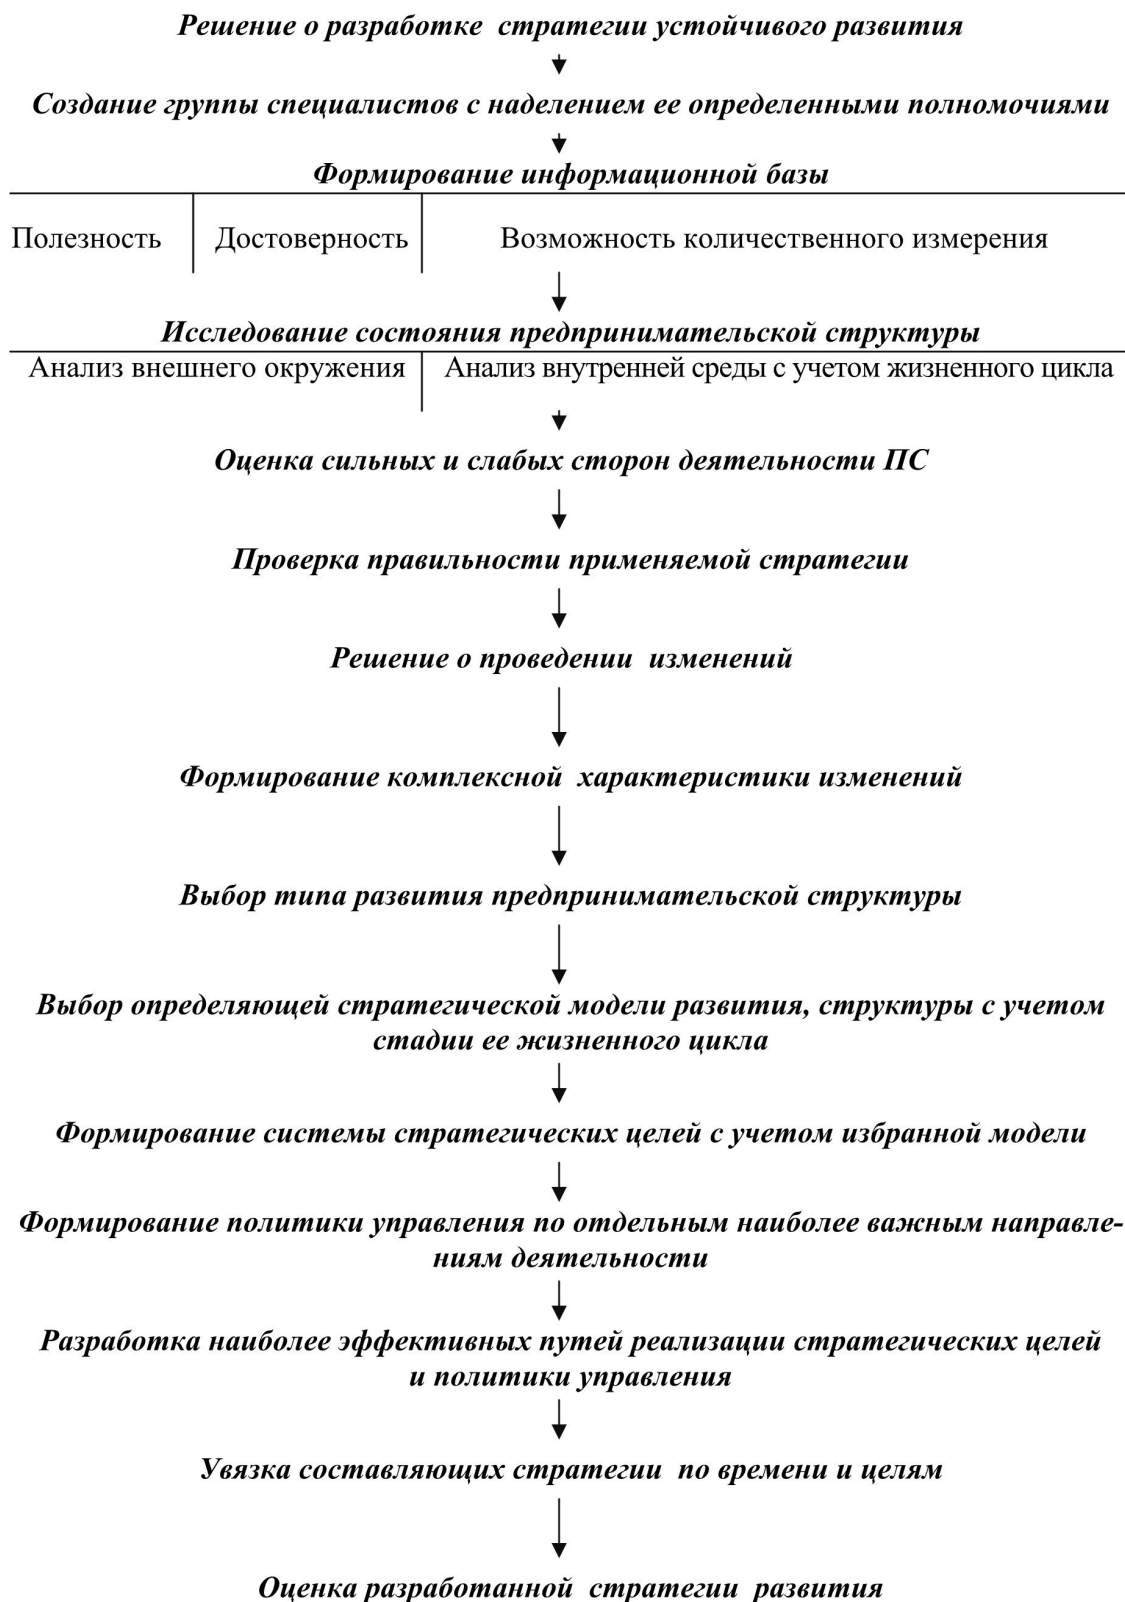 Решение о разработке стратегии устойчивого развития
Создание группы специалистов с наделением ее определенными полномочиями
Формирование информационной базы
Полезность Достоверность Возможность количественного измерения
Исследование состояния предпринимательской структуры
Анализ внешнего окружения Анализ внутренней среды с учетом жизненного цикла
Оценка сильных и слабых сторон деятельности ПС
Проверка правильности применяемой стратегии
Решение о проведении изменений
Формирование комплексной характеристики изменений
Выбор типа развития предпринимательской структуры
Выбор определяющей стратегической модели развития, структуры с учетом
стадии ее жизненного цикла
Формирование системы стратегических целей с учетом избранной модели
Формирование политики управления по отдельным наиболее важным направле-
ниям деятельности
Разработка наиболее эффективных путей реализации стратегических целей
и политики управления
Увязка составляющих стратегии по времени и целям
Оценка разработанной стратегии развития